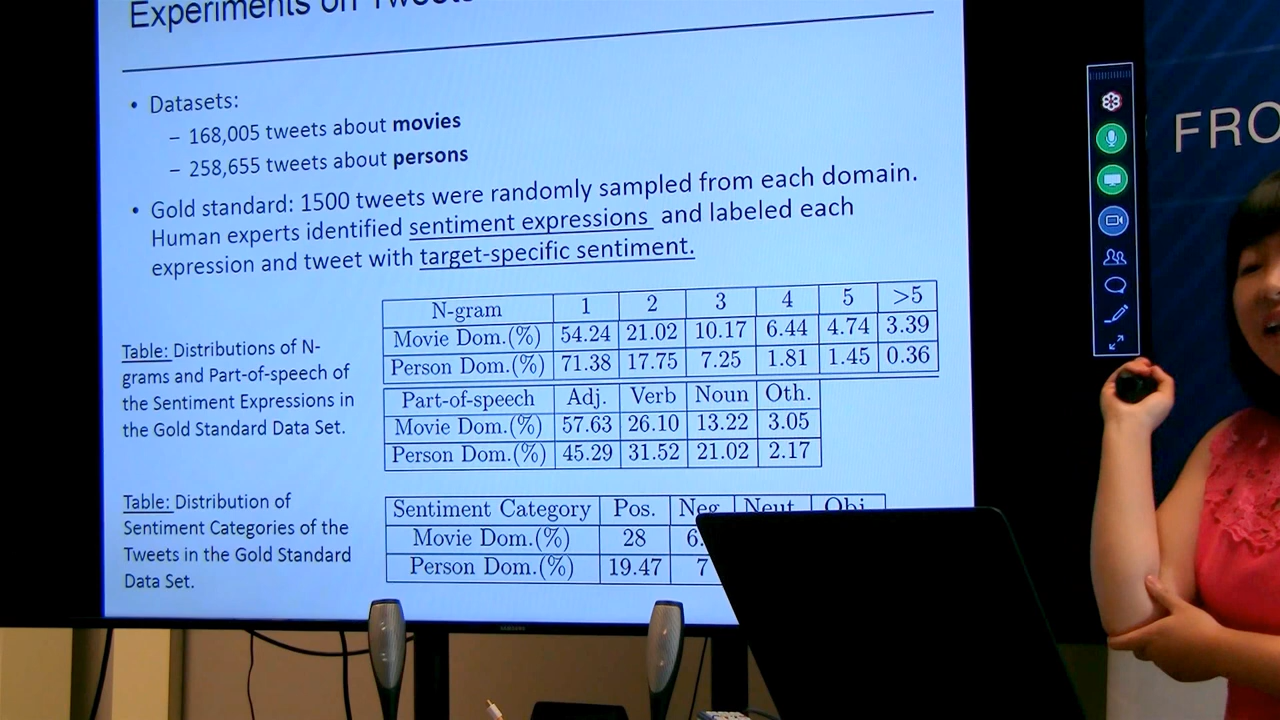 Experiments on Tweets
• Datasets:
– 168,005 tweets about movies
– 258,655 tweets about persons
• Gold standard: 1500 tweets were randomly sampled from each domain.
Human experts identified sentiment expressions and labeled each
expression and tweet with target-specific sentiment.
Table: Distributions of N-
grams and Part-of-speech of
the Sentiment Expressions in
the Gold Standard Data Set.
N-gram 1 2 3 4 5 >5
Movie Dom.(%) 54.24 21.02 10.17 6.44 4.74 3.39
Person Dom.(%) 71.38 17.75 7.25 1.81 1.45 0.36
Part-of-speech Adj. Verb Noun Oth.
Movie Dom.(%) 57.63 26.10 13.22 3.05
Person Dom.(%) 45.29 31.52 21.02 2.17
Table: Distribution of
Sentiment Categories of the
Tweets in the Gold Standard
Data Set.
Sentiment Category Pos. Neg. Neut. Obj.
Movie Dom.(%) 28 6.
Person Dom.(%) 19.47 7
FRO
SAMSUNG